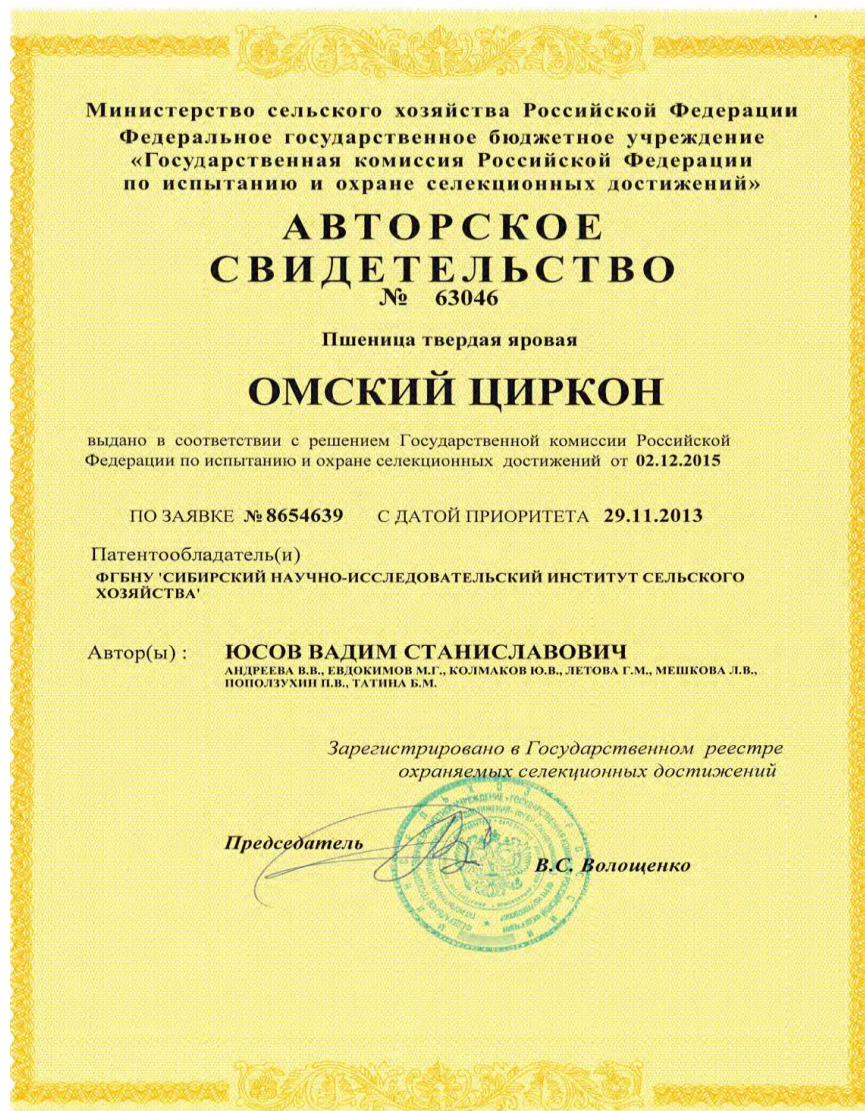 Министерство сельского хозяйства Российской Федерации
Федеральное государственное бюджетное учреждение
«Государственная комиссия Российской Федерации
по испытанию и охране селекционных достижений»
АВТОРСКОЕ
СВИДЕТЕЛЬСТВО
№ 63046
Пшеница твердая яровая
ОМСКИЙ ЦИРКОН
выдано в соответствии с решением Государственной комиссии Российской
Федерации по испытанию и охране селекционных достижений от 02.12.2015
ПО ЗАЯВКЕ № 8654639 С ДАТОЙ ПРИОРИТЕТА 29.11.2013
Патентообладатель(и)
ФГБНУ 'СИБИРСКИЙ НАУЧНО-ИССЛЕДОВАТЕЛЬСКИЙ ИНСТИТУТ СЕЛЬСКОГО
ХОЗЯЙСТВА'
Автор(ы) : ЮСОВ ВАДИМ СТАНИСЛАВОВИЧ
АНДРЕЕВА В.В., ЕВДОКИМОВ М.Г., КОЛМАКОВ Ю.В., ЛЕТОВА Г.М., МЕШКОВА Л.В.,
ПОПОЛЗУХИН П.В., ТАТИНА Б.М.
Зарегистрировано в Государственном реестре
охраняемых селекционных достижений
Председатель
В.С. Волощенко